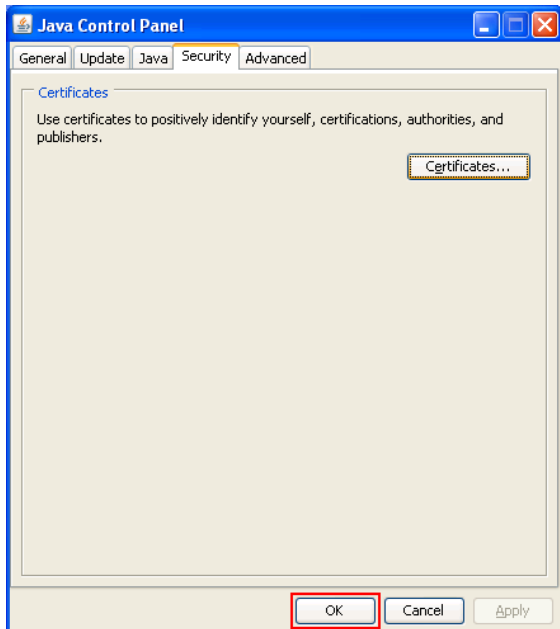 Java Control Panel
General Update Java Security Advanced
Certificates
Use certificates to positively identify yourself, certifications, authorities, and
publishers.
Certificates...
OK Cancel Apply